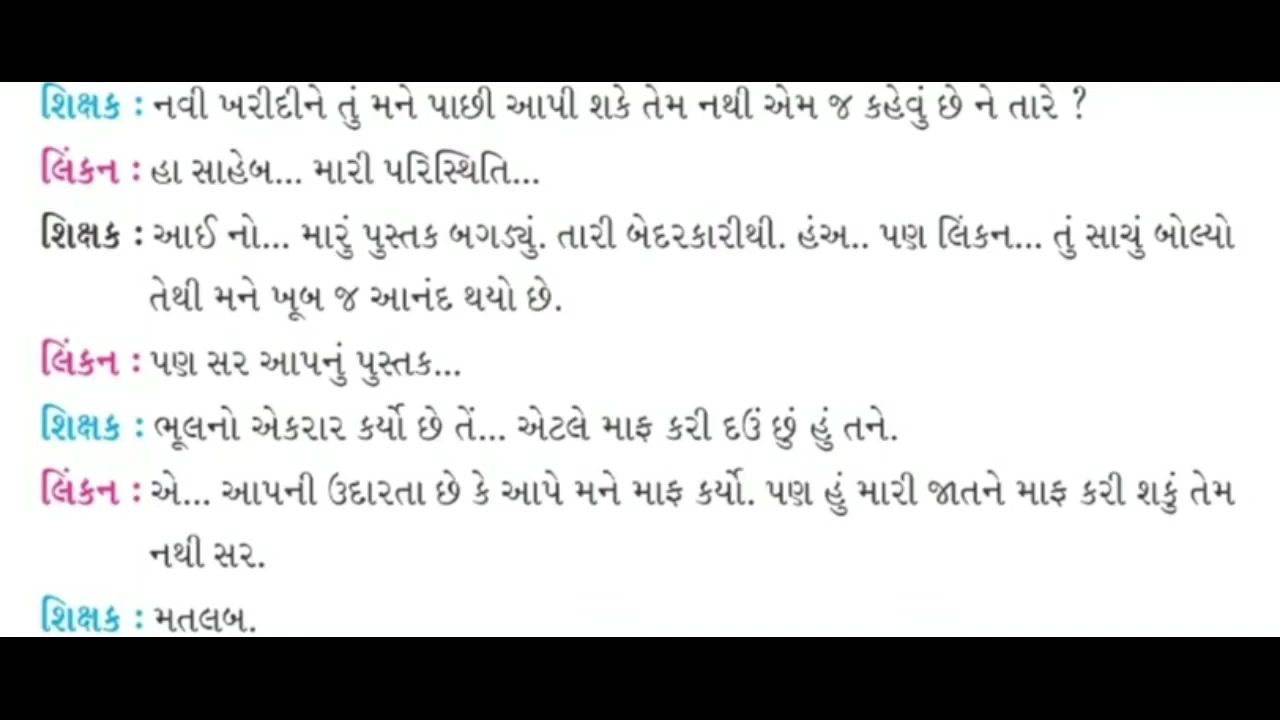 શિક્ષક : નવી ખરીદીને તું મને પાછી આપી શકે તેમ નથી એમ જ કહેવું છે ને તારે ?
લિંકન : હા સાહેબ... મારી પરિસ્થિતિ...
શિક્ષક : આઈ નો... મારું પુસ્તક બગડ્યું. તારી બેદરકારીથી. હંઅ.. પણ લિંકન... તું સાચું બોલ્યો
તેથી મને ખૂબ જ આનંદ થયો છે.
લિંકન : પણ સર આપનું પુસ્તક...
શિક્ષક : ભૂલનો એકરાર કર્યો છે તેં... એટલે માફ કરી દઉં છું હું તને.
લિંકન : એ... આપની ઉદારતા છે કે આપે મને માફ કર્યો. પણ હું મારી જાતને માફ કરી શકું તેમ
નથી સર.
શિક્ષક : મતલબ.